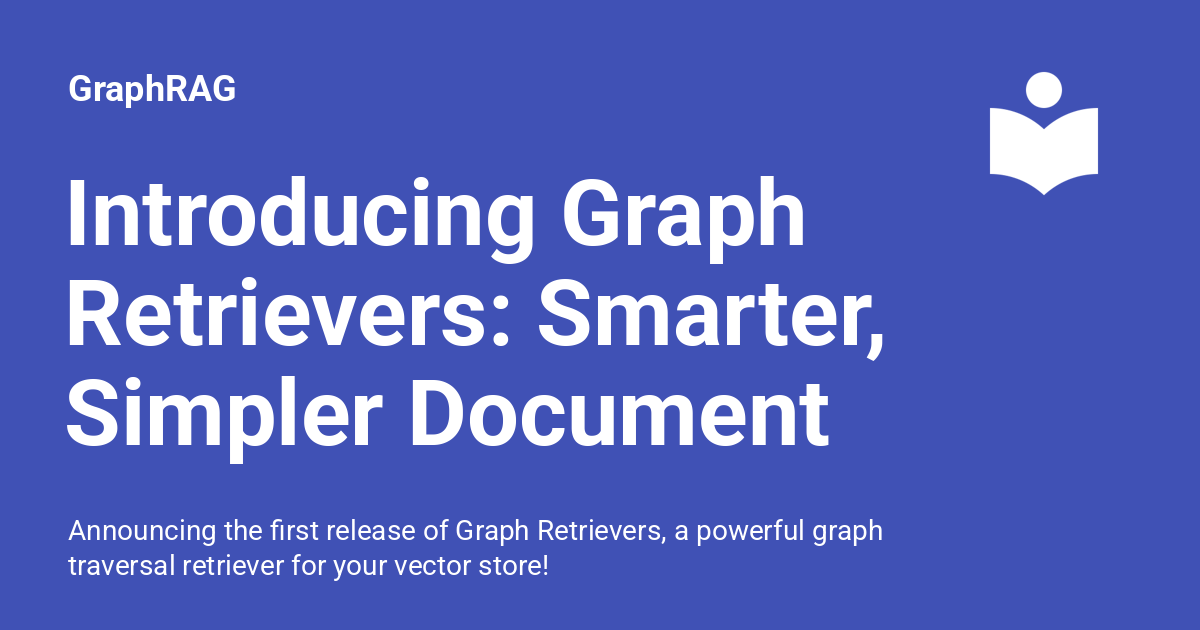 GraphRAG
Introducing Graph
Retrievers: Smarter,
Simpler Document
Announcing the first release of Graph Retrievers, a powerful graph
traversal retriever for your vector store!